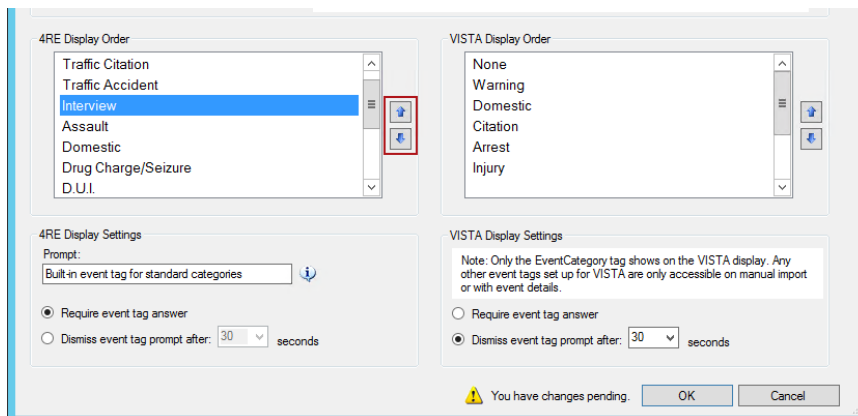 4RE Display Order
Traffic Citation
Traffic Accident
Interview
Assault
Domestic
Drug Charge/Seizure
D.U.I.
VISTA Display Order
None
Warning
Domestic
Citation
Arrest
Injury
4RE Display Settings
Prompt:
Built-in event tag for standard categories
Require event tag answer
Dismiss event tag prompt after: 30 seconds
VISTA Display Settings
Note: Only the EventCategory tag shows on the VISTA display. Any
other event tags set up for VISTA are only accessible on manual import
or with event details.
Require event tag answer
Dismiss event tag prompt after: 30 seconds
You have changes pending.
OK
Cancel